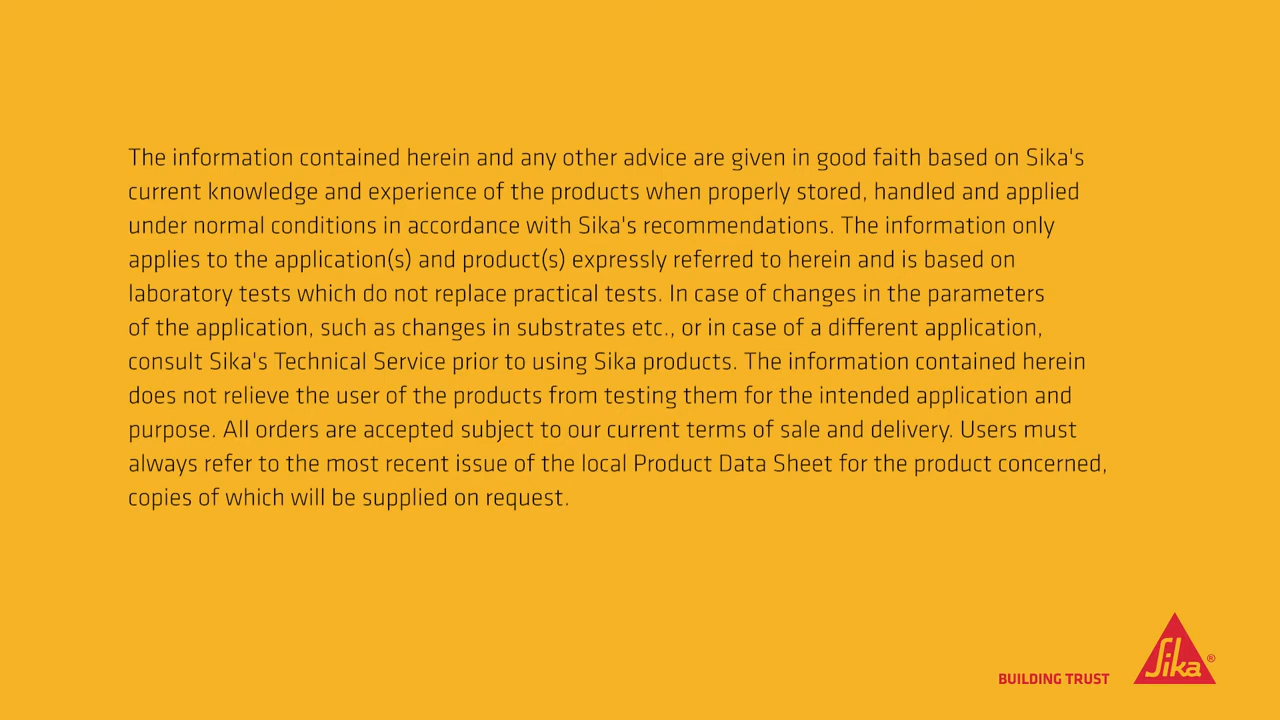 The information contained herein and any other advice are given in good faith based on Sika's
current knowledge and experience of the products when properly stored, handled and applied
under normal conditions in accordance with Sika's recommendations. The information only
applies to the application(s) and product(s) expressly referred to herein and is based on
laboratory tests which do not replace practical tests. In case of changes in the parameters
of the application, such as changes in substrates etc., or in case of a different application,
consult Sika's Technical Service prior to using Sika products. The information contained herein
does not relieve the user of the products from testing them for the intended application and
purpose. All orders are accepted subject to our current terms of sale and delivery. Users must
always refer to the most recent issue of the local Product Data Sheet for the product concerned,
copies of which will be supplied on request.
BUILDING TRUST
Sika®